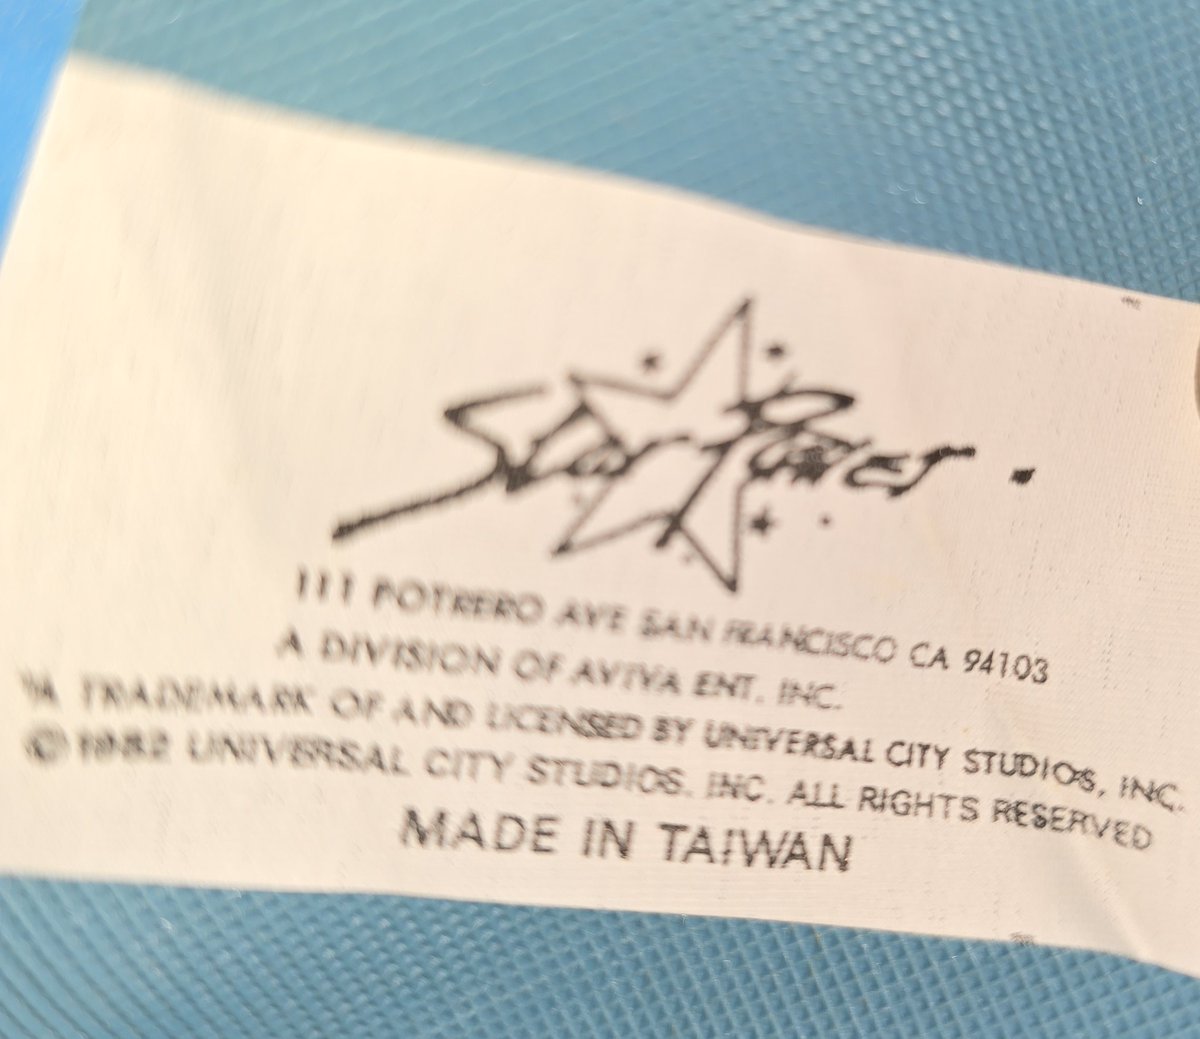 Star Power
111 POTRERO AVE SAN FRANCISCO CA 94103
A DIVISION OF AVIVA ENT. INC.
A TRADEMARK OF AND LICENSED BY UNIVERSAL CITY STUDIOS, INC.
© 1982 UNIVERSAL CITY STUDIOS, INC. ALL RIGHTS RESERVED
MADE IN TAIWAN